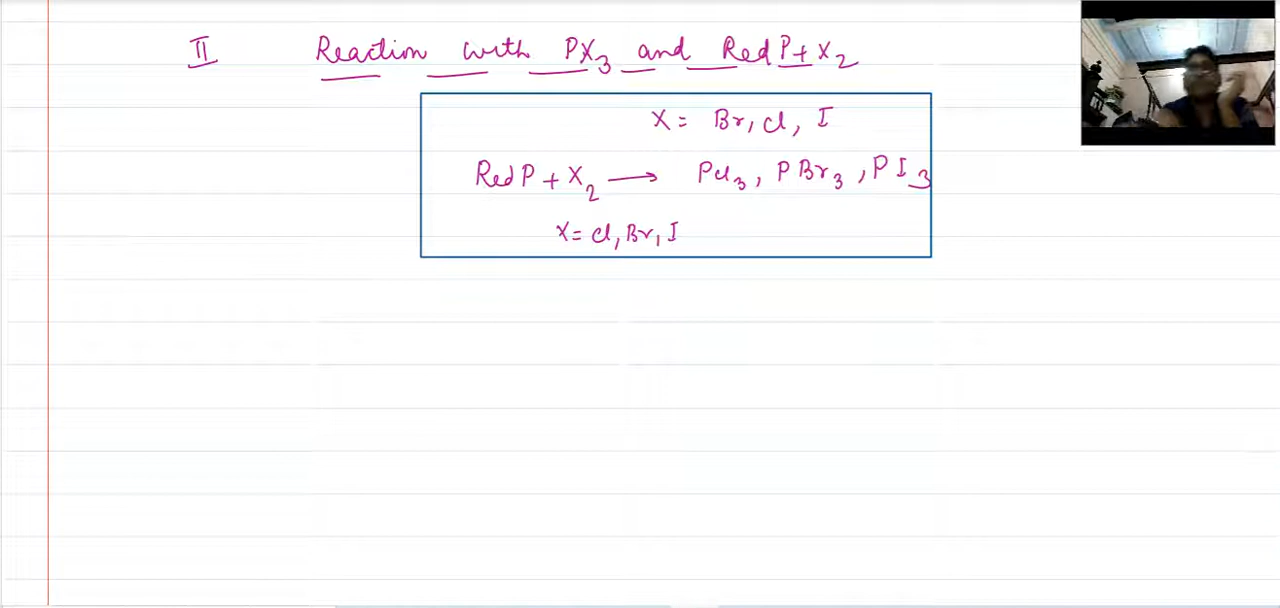 II Reaction with PX3 and Red P + X2
X = Br, Cl, I
Red P + X2 ⟶ PCl3, PBr3, PI3
X = Cl, Br, I